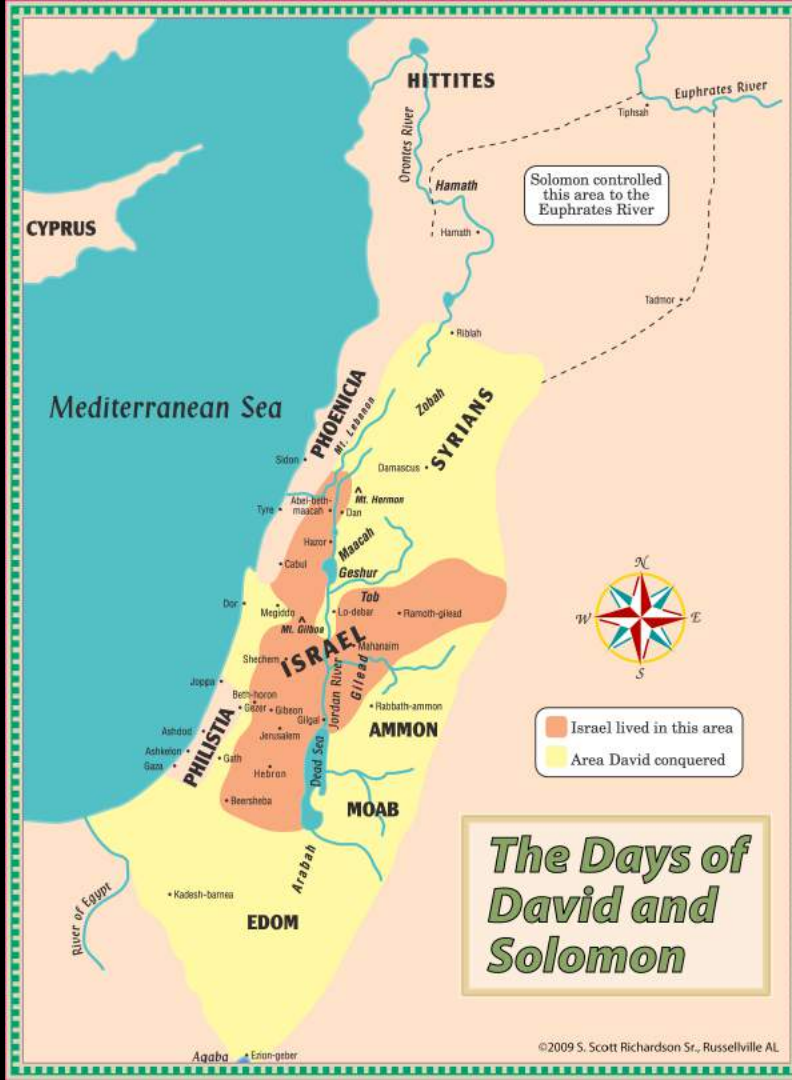 HITTITES
Euphrates River
Tiphsah
Orontes River
Solomon controlled
this area to the
Euphrates River
Hamath
CYPRUS
Hamath
Tadmor
Riblah
Mediterranean Sea
PHOENICIA
Mt. Lebanon
Zobah
SYRIANS
Sidon
Damascus
Mt. Hermon
Abel-beth-
maacah
Tyre
Dan
Hazor
Maacah
Cabul
Geshur
N
W
E
S
Tob
Dor
Megiddo
Lo-debar
Ramoth-gilead
Mt. Gilboa
ISRAEL
Mahanaim
Shechem
Gilead
Jordan River
Joppa
Beth-horon
Gezer
Gibeon
Rabbath-ammon
Gilgal
AMMON
Israel lived in this area
Area David conquered
Ashdod
Jerusalem
PHILISTIA
Ashkelon
Gath
Gaza
Hebron
Dead Sea
Beersheba
MOAB
Arabah
Kadesh-barnea
River of Egypt
EDOM
The Days of
David and
Solomon
Aqaba
Ezion-geber
©2009 S. Scott Richardson Sr., Russellville AL